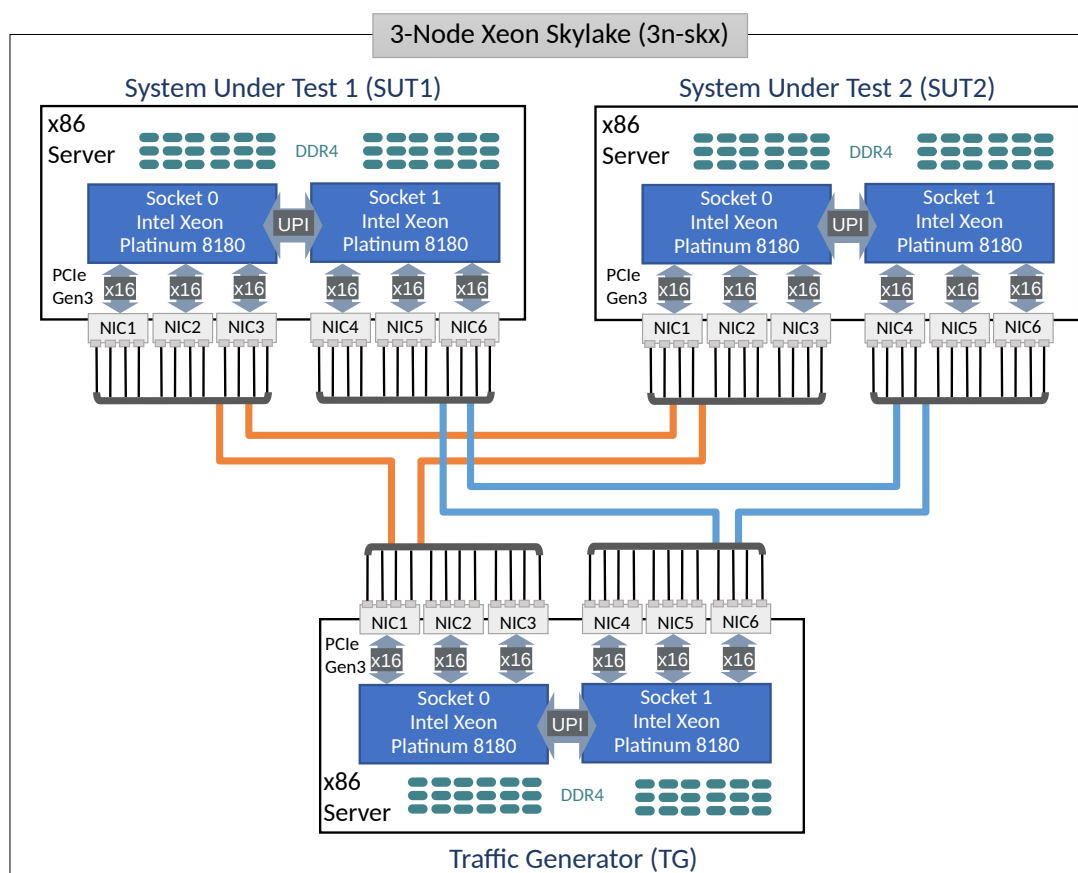 3-Node Xeon Skylake (3n-skx)
System Under Test 1 (SUT1)
x86
Server
DDR4
Socket 0
Intel Xeon
Platinum 8180
UPI
Socket 1
Intel Xeon
Platinum 8180
PCIe
Gen3
x16
x16
x16
x16
x16
x16
NIC1
NIC2
NIC3
NIC4
NIC5
NIC6
System Under Test 2 (SUT2)
x86
Server
DDR4
Socket 0
Intel Xeon
Platinum 8180
UPI
Socket 1
Intel Xeon
Platinum 8180
PCIe
Gen3
x16
x16
x16
x16
x16
x16
NIC1
NIC2
NIC3
NIC4
NIC5
NIC6
NIC1
NIC2
NIC3
NIC4
NIC5
NIC6
PCIe
Gen3
x16
x16
x16
x16
x16
x16
Socket 0
Intel Xeon
Platinum 8180
UPI
Socket 1
Intel Xeon
Platinum 8180
x86
Server
DDR4
Traffic Generator (TG)